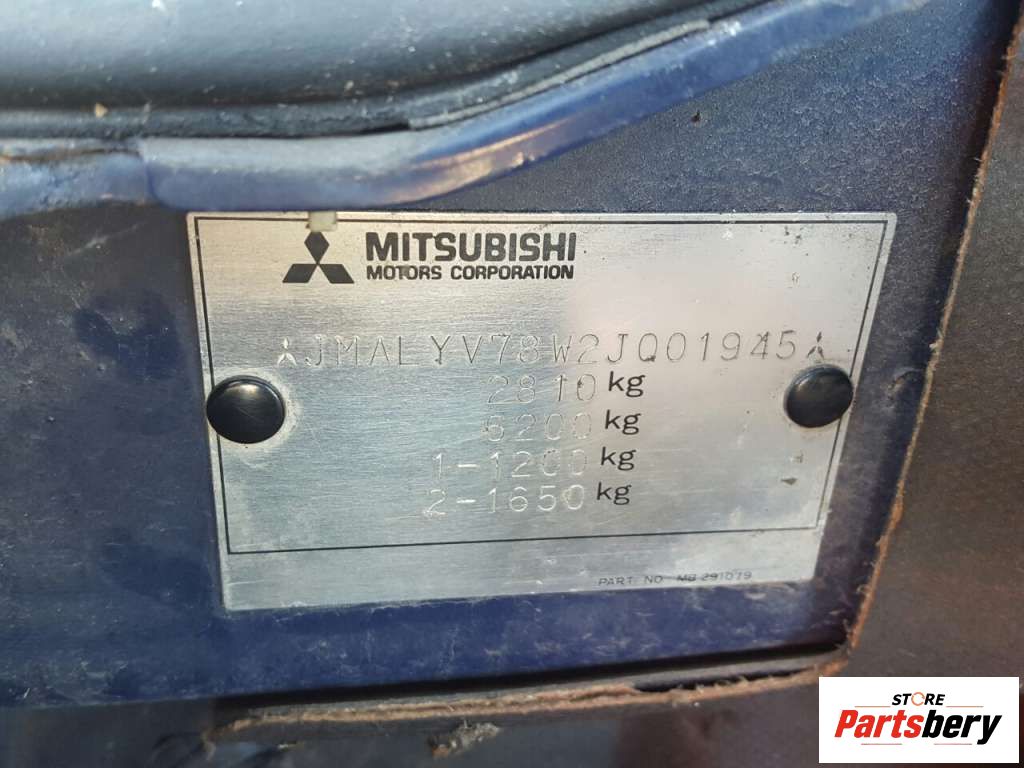 MITSUBISHI
MOTORS CORPORATION
JMALYV78W2JQ01945
2810 kg
6200 kg
1-1200 kg
2-1650 kg
PART. NO. MB 291079
STORE
Partsbery